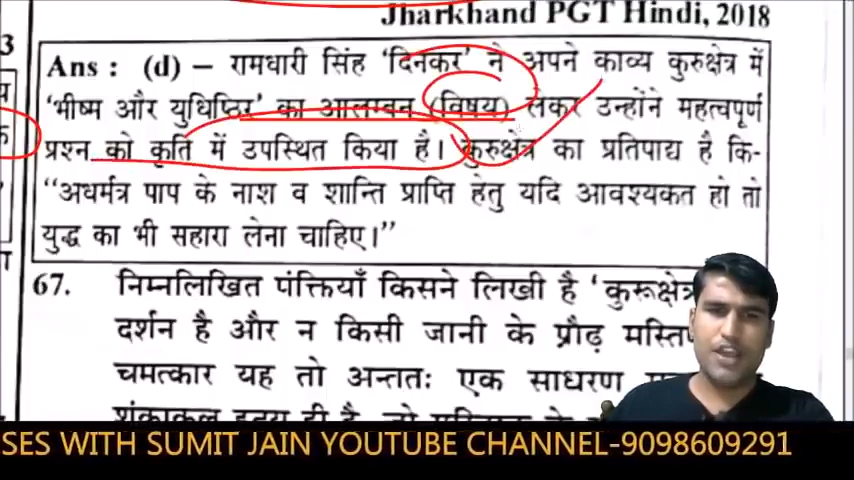 Jharkhand PGT Hindi, 2018
3
Ans : (d) – रामधारी सिंह ‘दिनकर’ ने अपने काव्य कुरुक्षेत्र में
‘भीष्म और युधिष्ठिर’ का आलम्बन (विषय) लेकर उन्होंने महत्वपूर्ण
प्रश्न को कृति में उपस्थित किया है। कुरुक्षेत्र का प्रतिपाद्य है कि-
“अधर्मत्र पाप के नाश व शान्ति प्राप्ति हेतु यदि आवश्यकत हो तो
युद्ध का भी सहारा लेना चाहिए।”
67. निम्नलिखित पंक्तियाँ किसने लिखी है ‘कुरूक्षेत्र
दर्शन है और न किसी जानी के प्रौढ़
चमत्कार यह तो अन्ततः एक साधरण
SES WITH SUMIT JAIN YOUTUBE CHANNEL-9098609291